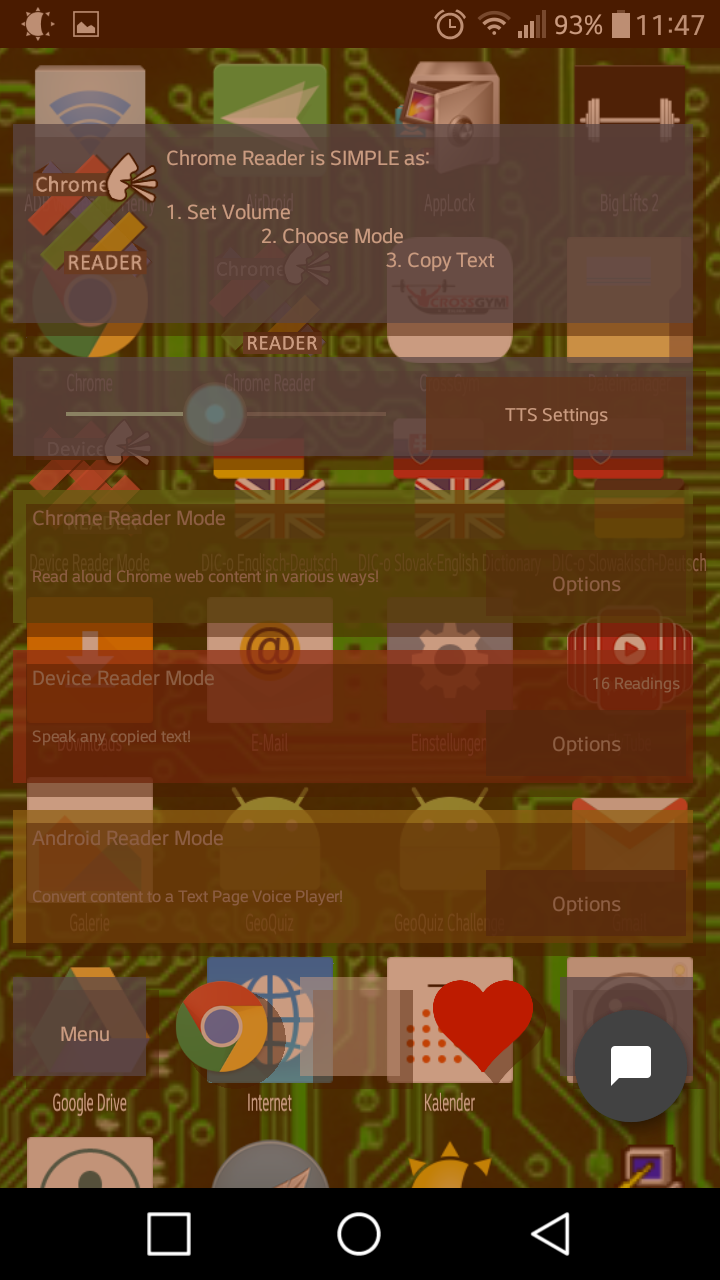 93% 11:47
Chrome Reader is SIMPLE as:
Chrome
READER
1. Set Volume
2. Choose Mode
3. Copy Text
AirDroid
AppLock
Big Lifts 2
Chrome
READER
CROSSGYM
Chrome
Chrome Reader
TTS Settings
Device
READER
Chrome Reader Mode
Device Reader Mode
DIC-o Englisch-Deutsch
DIC-o Slovak-English Dictionary
DIC-o Slowakisch-Deutsch
Read aloud Chrome web content in various ways!
Options
Device Reader Mode
16 Readings
Speak any copied text!
Options
Downloads
E-Mail
Einstellungen
Android Reader Mode
Convert content to a Text Page Voice Player!
Options
Galerie
GeoQuiz
GeoQuiz Challe
Menu
Google Drive
Internet
Kalender